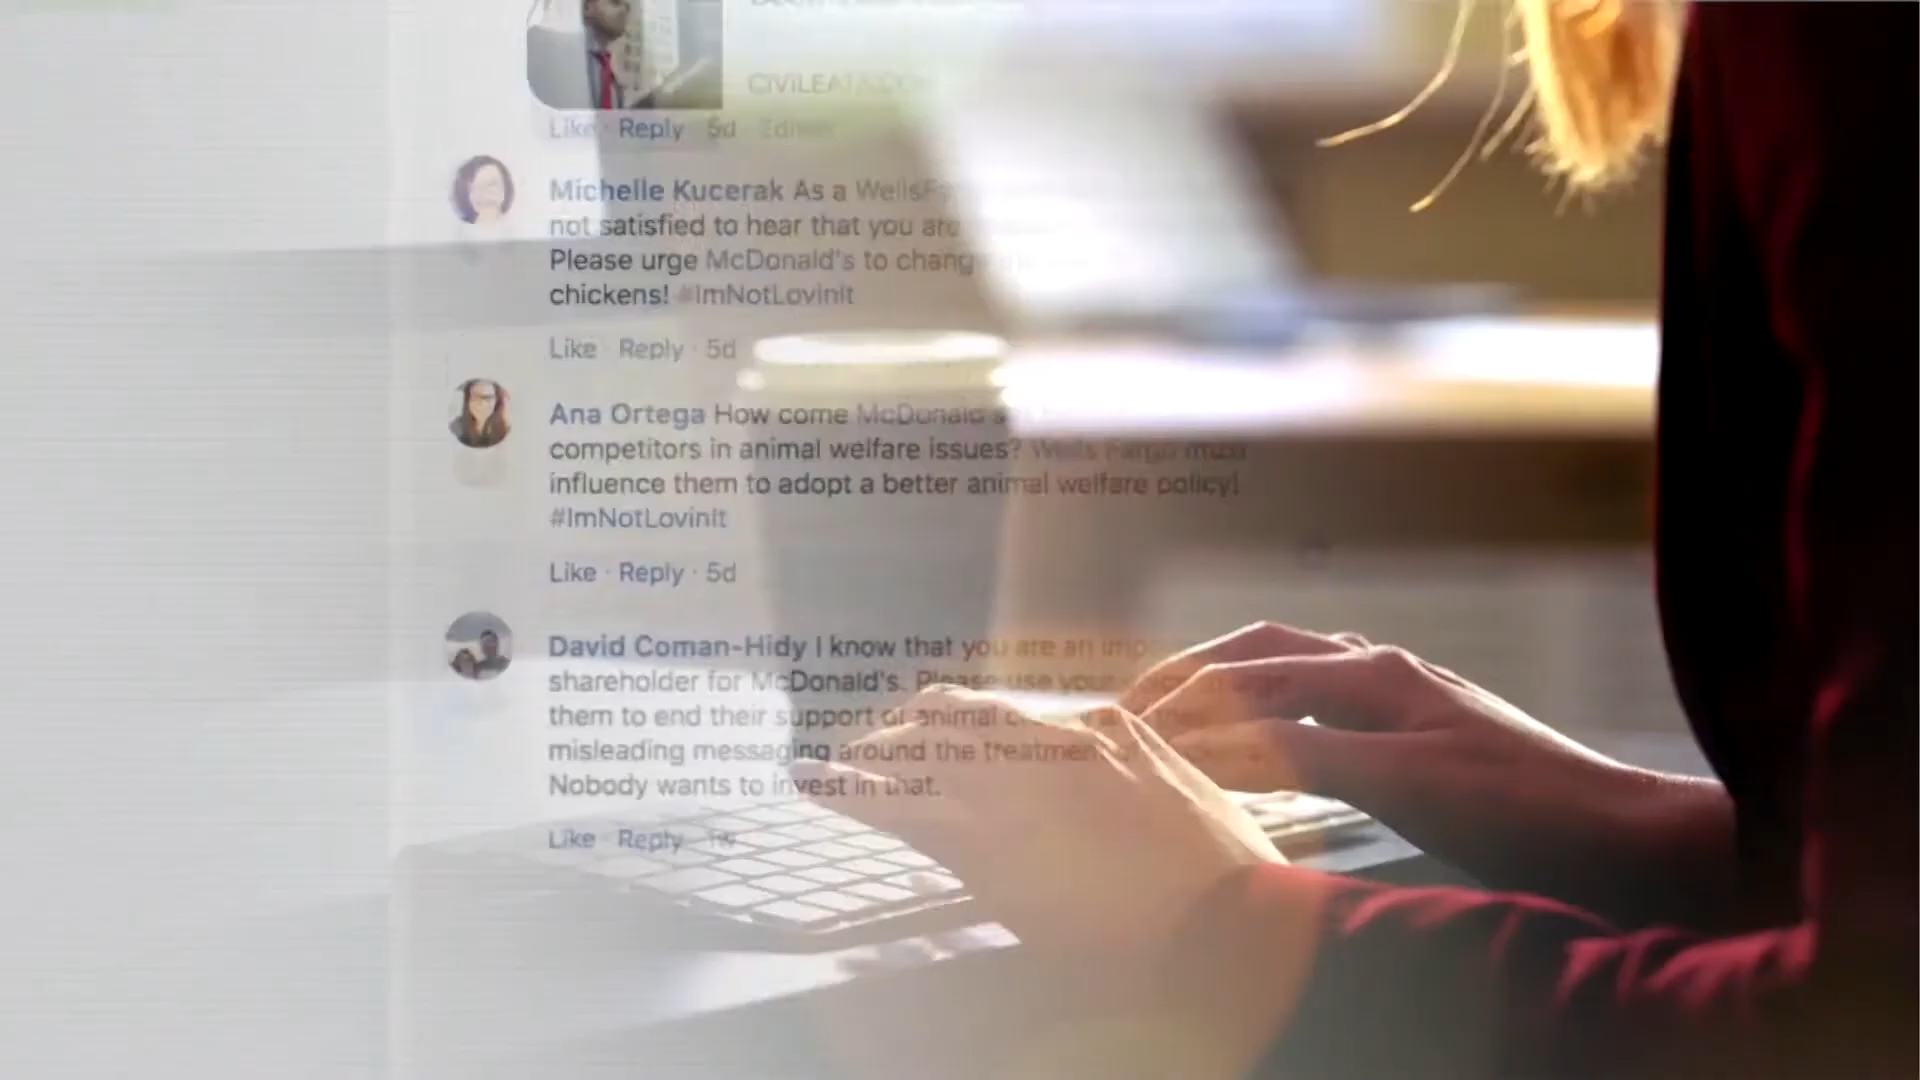 Like · Reply · 5d · Edited
Michelle Kucerak As a WellsFa
not satisfied to hear that you are
Please urge McDonald's to chang
chickens! #ImNotLovinIt
Like · Reply · 5d
Ana Ortega How come McDonald's
competitors in animal welfare issues? Wells Fargo must
influence them to adopt a better animal welfare policy!
#ImNotLovinIt
Like · Reply · 5d
David Coman-Hidy I know that you are an
shareholder for McDonald's. Please use your
them to end their support of animal
misleading messaging around the treatment
Nobody wants to invest in that.
Like · Reply · 1w